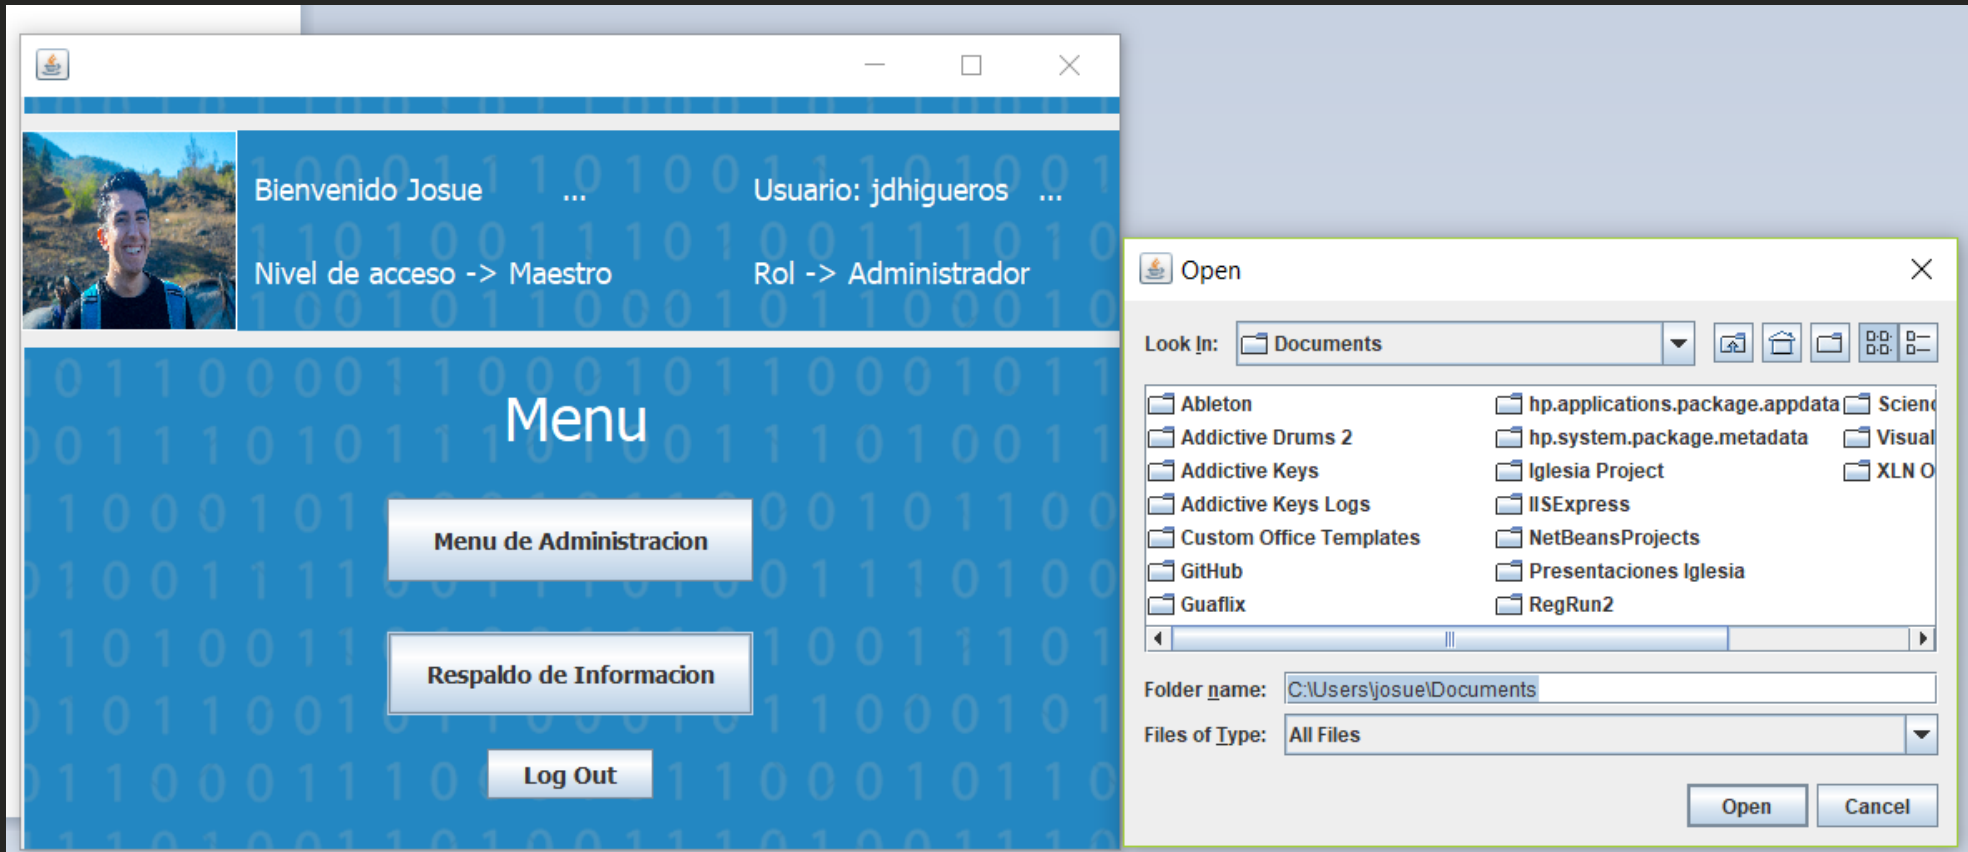 Bienvenido Josue ... Usuario: jdhigueros ...
Nivel de acceso -> Maestro Rol -> Administrador
Menu
Menu de Administracion
Respaldo de Informacion
Log Out
Open
Look In: Documents
Ableton hp.applications.package.appdata
Addictive Drums 2 hp.system.package.metadata Visual
Addictive Keys Iglesia Project XLN O
Addictive Keys Logs IISExpress
Custom Office Templates NetBeansProjects
GitHub Presentaciones Iglesia
Guaflix RegRun2
Folder name: C:\Users\josue\Documents
Files of Type: All Files
Open Cancel